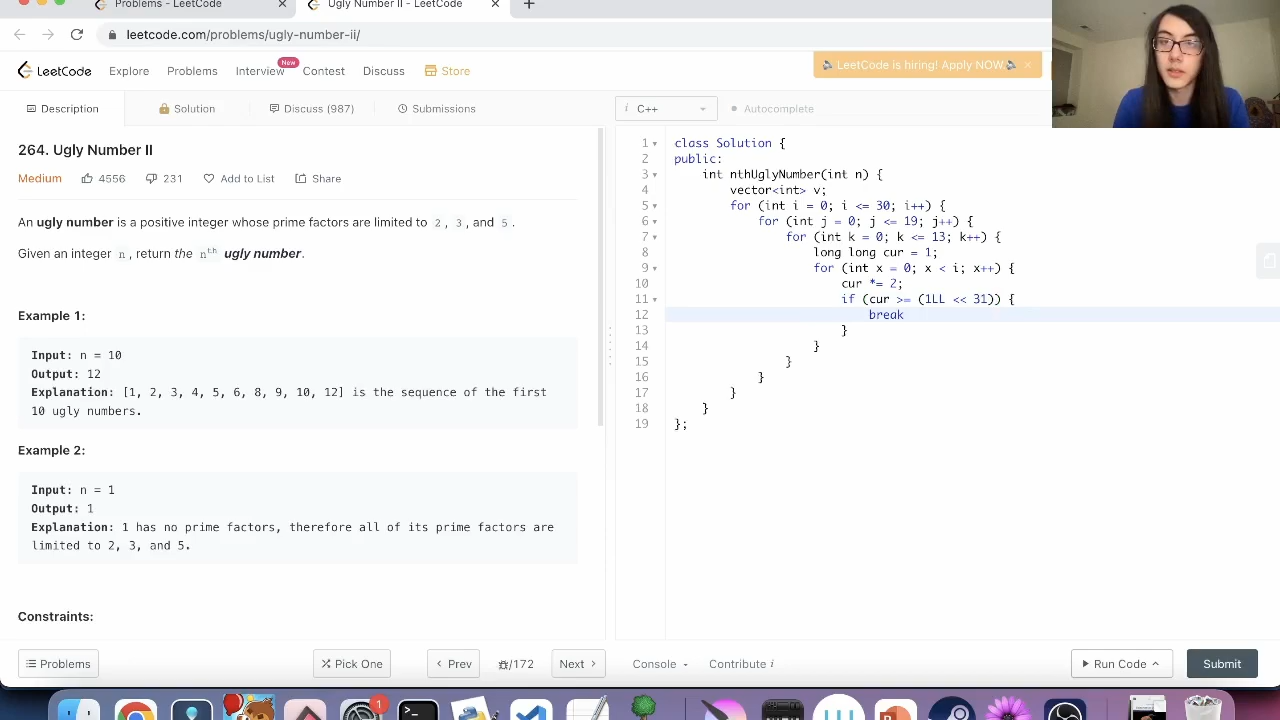 Problems - LeetCode
Ugly Number II - LeetCode
leetcode.com/problems/ugly-number-ii/
LeetCode
Explore
Problems
Interview
New
Contest
Discuss
Store
LeetCode is hiring! Apply NOW.
Description
Solution
Discuss (987)
Submissions
i C++
Autocomplete
264. Ugly Number II
Medium
4556
231
Add to List
Share
An ugly number is a positive integer whose prime factors are limited to 2, 3, and 5.
Given an integer n, return the nth ugly number.
Example 1:
Input: n = 10
Output: 12
Explanation: [1, 2, 3, 4, 5, 6, 8, 9, 10, 12] is the sequence of the first
10 ugly numbers.
Example 2:
Input: n = 1
Output: 1
Explanation: 1 has no prime factors, therefore all of its prime factors are
limited to 2, 3, and 5.
Constraints:
1 class Solution {
2 public:
3 int nthUglyNumber(int n) {
4 vector<int> v;
5 for (int i = 0; i <= 30; i++) {
6 for (int j = 0; j <= 19; j++) {
7 for (int k = 0; k <= 13; k++) {
8 long long cur = 1;
9 for (int x = 0; x < i; x++) {
10 cur *= 2;
11 if (cur >= (1LL << 31)) {
12 break
13 }
14 }
15 }
16 }
17 }
18 }
19 };
Problems
Pick One
Prev
/172
Next
Console
Contribute i
Run Code
Submit
1